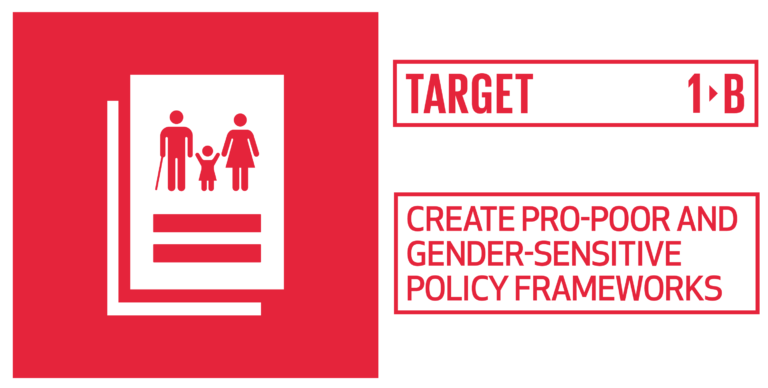 TARGET 1▸B
CREATE PRO-POOR AND
GENDER-SENSITIVE
POLICY FRAMEWORKS